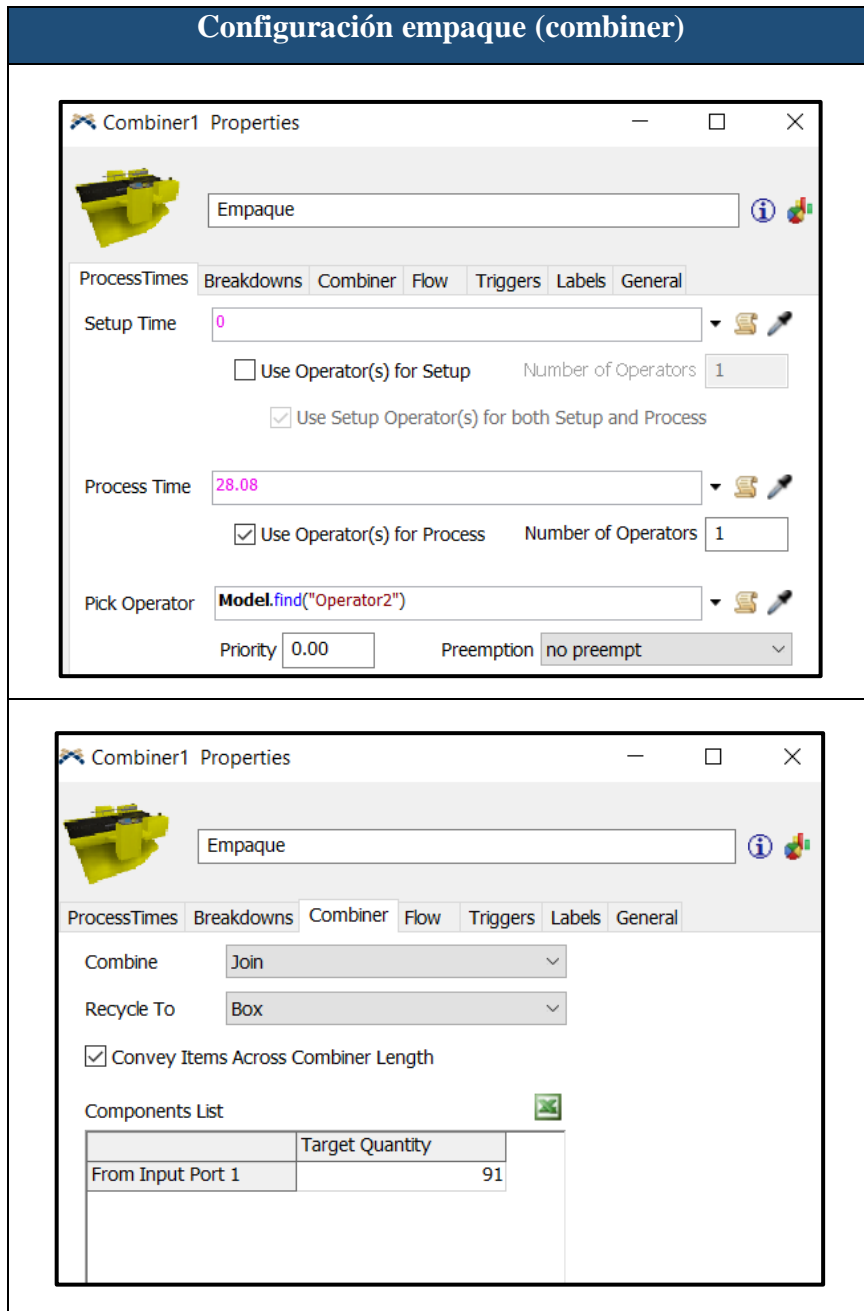 Configuración empaque (combiner)
Combiner1 Properties
Empaque
ProcessTimes Breakdowns Combiner Flow Triggers Labels General
Setup Time 0
Use Operator(s) for Setup Number of Operators 1
Use Setup Operator(s) for both Setup and Process
Process Time 28.08
Use Operator(s) for Process Number of Operators 1
Pick Operator Model.find("Operator2")
Priority 0.00 Preemption no preempt
Combiner1 Properties
Empaque
ProcessTimes Breakdowns Combiner Flow Triggers Labels General
Combine Join
Recycle To Box
Convey Items Across Combiner Length
Components List
Target Quantity
From Input Port 1 91